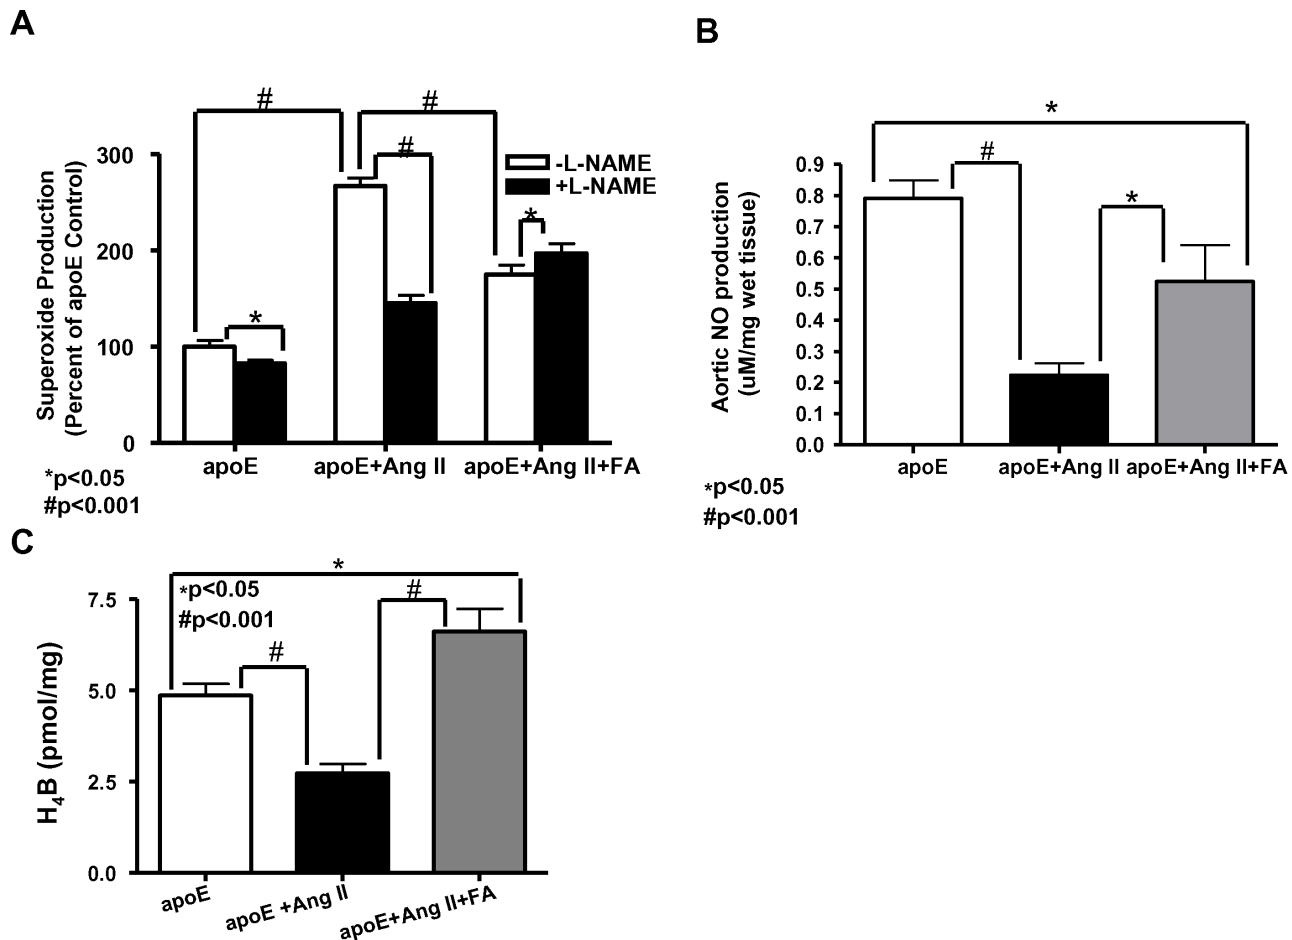 A
#
#
#
300
-L-NAME
+L-NAME
*
200
*
100
0
Superoxide Production
(Percent of apoE Control)
apoE
apoE+Ang II
apoE+Ang II+FA
*p<0.05
#p<0.001
B
*
#
*
0.9
0.8
0.7
0.6
0.5
0.4
0.3
0.2
0.1
0.0
Aortic NO production
(uM/mg wet tissue)
apoE
apoE+Ang II
apoE+Ang II+FA
*p<0.05
#p<0.001
C
*
*p<0.05
#p<0.001
#
#
7.5
5.0
2.5
0.0
H₄B (pmol/mg)
apoE
apoE +Ang II
apoE+Ang II+FA